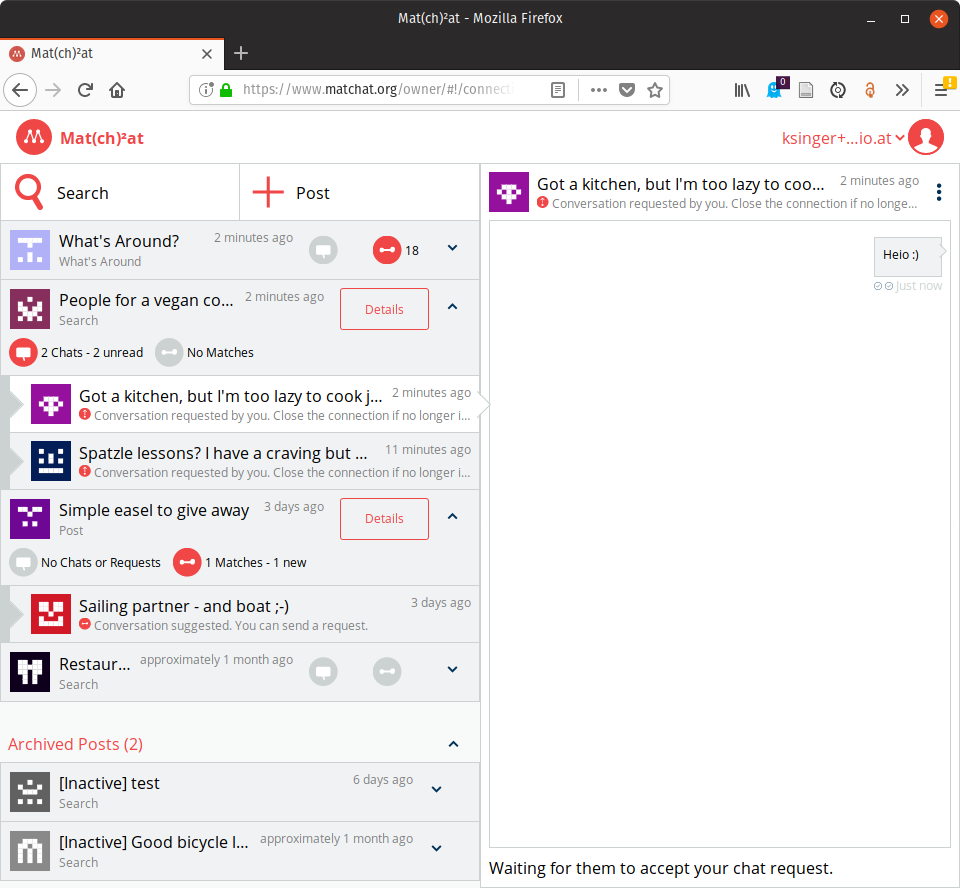 Mat(ch)²at - Mozilla Firefox
Mat(ch)²at
https://www.matchat.org/owner/#!/connect
0
Mat(ch)²at
ksinger+...io.at
Search
Post
What's Around?
2 minutes ago
18
What's Around
People for a vegan co...
2 minutes ago
Details
Search
2 Chats - 2 unread
No Matches
Got a kitchen, but I'm too lazy to cook j...
2 minutes ago
Conversation requested by you. Close the connection if no longer i...
Spatzle lessons? I have a craving but ...
11 minutes ago
Conversation requested by you. Close the connection if no longer i...
Simple easel to give away
3 days ago
Details
Post
No Chats or Requests
1 Matches - 1 new
Sailing partner - and boat ;-)
3 days ago
Conversation suggested. You can send a request.
Restaur...
approximately 1 month ago
Search
Archived Posts (2)
[Inactive] test
6 days ago
Search
[Inactive] Good bicycle l...
approximately 1 month ago
Search
Got a kitchen, but I'm too lazy to coo...
2 minutes ago
Conversation requested by you. Close the connection if no longe...
Heio :)
Just now
Waiting for them to accept your chat request.